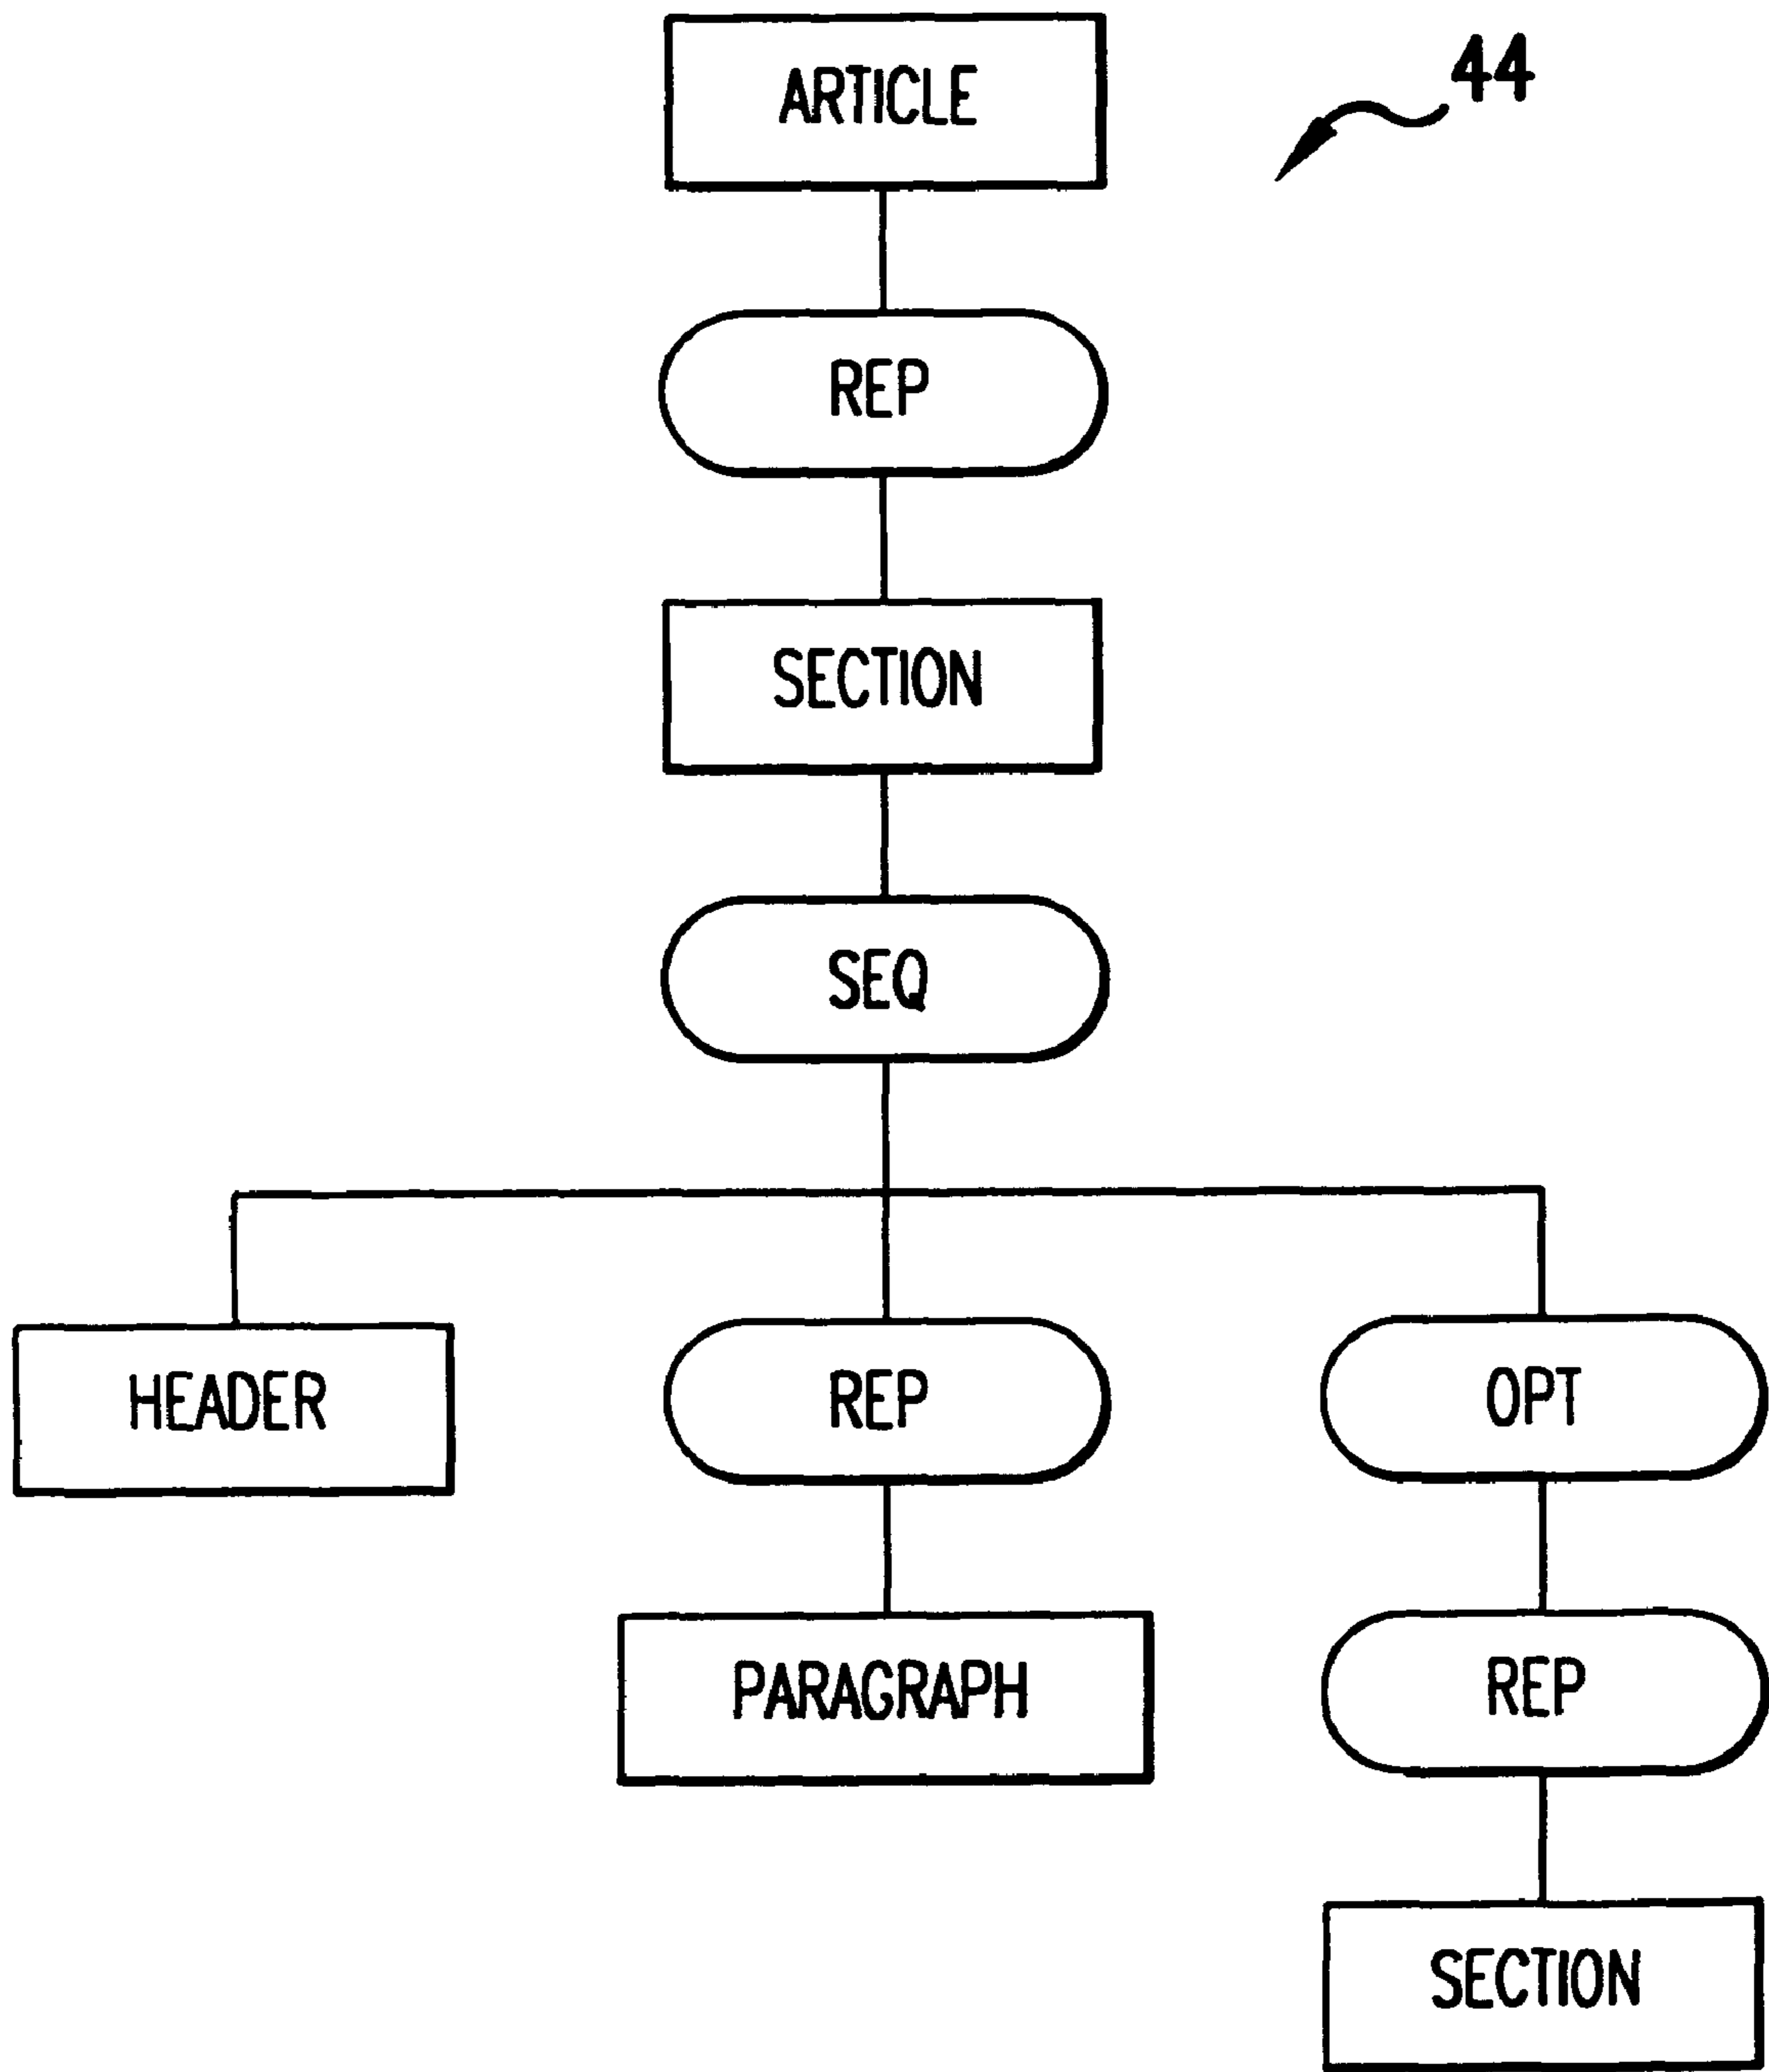 ARTICLE
44
REP
SECTION
SEQ
HEADER
REP
OPT
PARAGRAPH
REP
SECTION